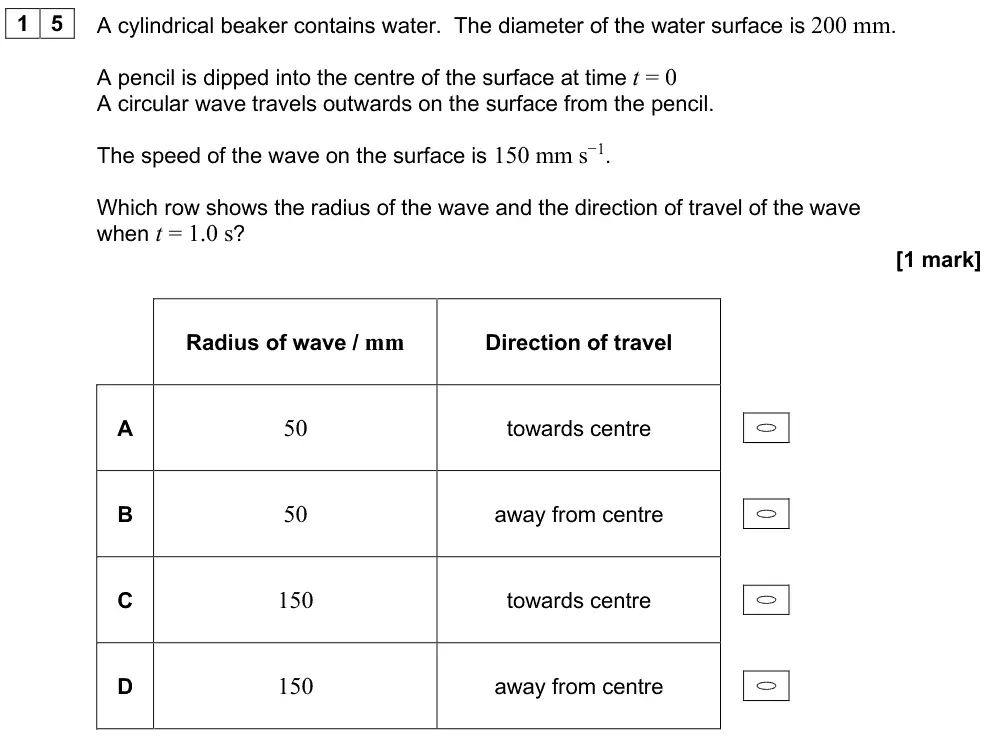 1 5 A cylindrical beaker contains water. The diameter of the water surface is 200 mm.
A pencil is dipped into the centre of the surface at time t = 0
A circular wave travels outwards on the surface from the pencil.
The speed of the wave on the surface is 150 mm s⁻¹.
Which row shows the radius of the wave and the direction of travel of the wave
when t = 1.0 s?
[1 mark]
Radius of wave / mm Direction of travel
A 50 towards centre
B 50 away from centre
C 150 towards centre
D 150 away from centre